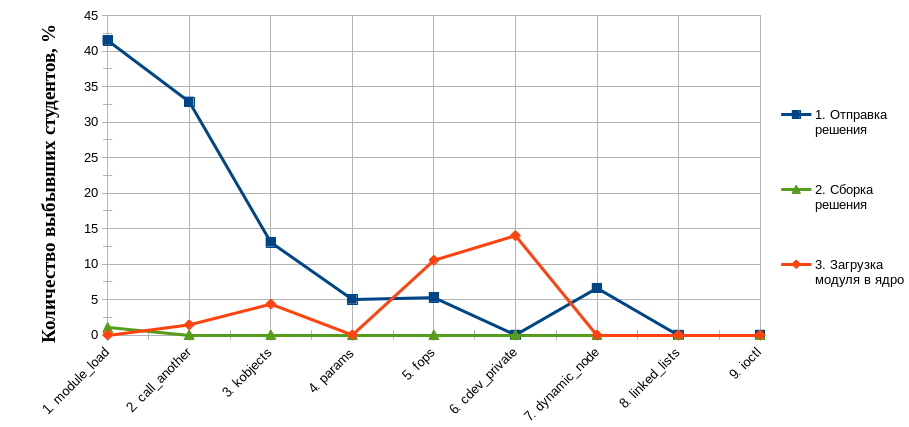 Количество выбывших студентов, %
45
40
35
30
25
20
15
10
5
0
1. module_load
2. call_another
3. kobjects
4. params
5. fops
6. cdev_private
7. dynamic_node
8. linked_lists
9. ioctl
1. Отправка
решения
2. Сборка
решения
3. Загрузка
модуля в ядро